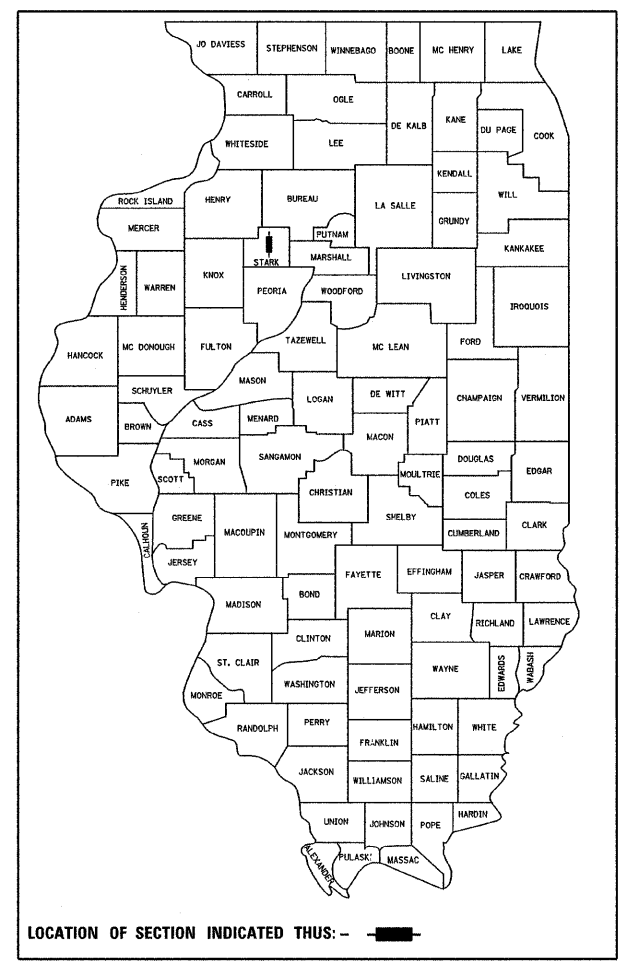 JO DAVIESS
STEPHENSON
WINNEBAGO
BOONE
MC HENRY
LAKE
CARROLL
OGLE
DE KALB
KANE
DU PAGE
COOK
WHITESIDE
LEE
KENDALL
WILL
ROCK ISLAND
HENRY
BUREAU
LA SALLE
GRUNDY
MERCER
PUTNAM
KANKAKEE
STARK
MARSHALL
HENDERSON
WARREN
KNOX
PEORIA
WOODFORD
LIVINGSTON
IROQUOIS
HANCOCK
MC DONOUGH
FULTON
TAZEWELL
MC LEAN
FORD
MASON
SCHUYLER
LOGAN
DE WITT
CHAMPAIGN
VERMILION
ADAMS
BROWN
CASS
MENARD
PIATT
MACON
MORGAN
SANGAMON
DOUGLAS
EDGAR
PIKE
SCOTT
MOULTRIE
CHRISTIAN
COLES
GREENE
MACOUPIN
SHELBY
CLARK
CALHOUN
MONTGOMERY
CUMBERLAND
JERSEY
FAYETTE
EFFINGHAM
JASPER
CRAWFORD
MADISON
BOND
CLAY
RICHLAND
LAWRENCE
CLINTON
MARION
ST. CLAIR
WAYNE
EDWARDS
WABASH
WASHINGTON
JEFFERSON
MONROE
RANDOLPH
PERRY
HAMILTON
WHITE
FRANKLIN
JACKSON
WILLIAMSON
SALINE
GALLATIN
UNION
JOHNSON
POPE
HARDIN
ALEXANDER
PULASKI
MASSAC
LOCATION OF SECTION INDICATED THUS: -